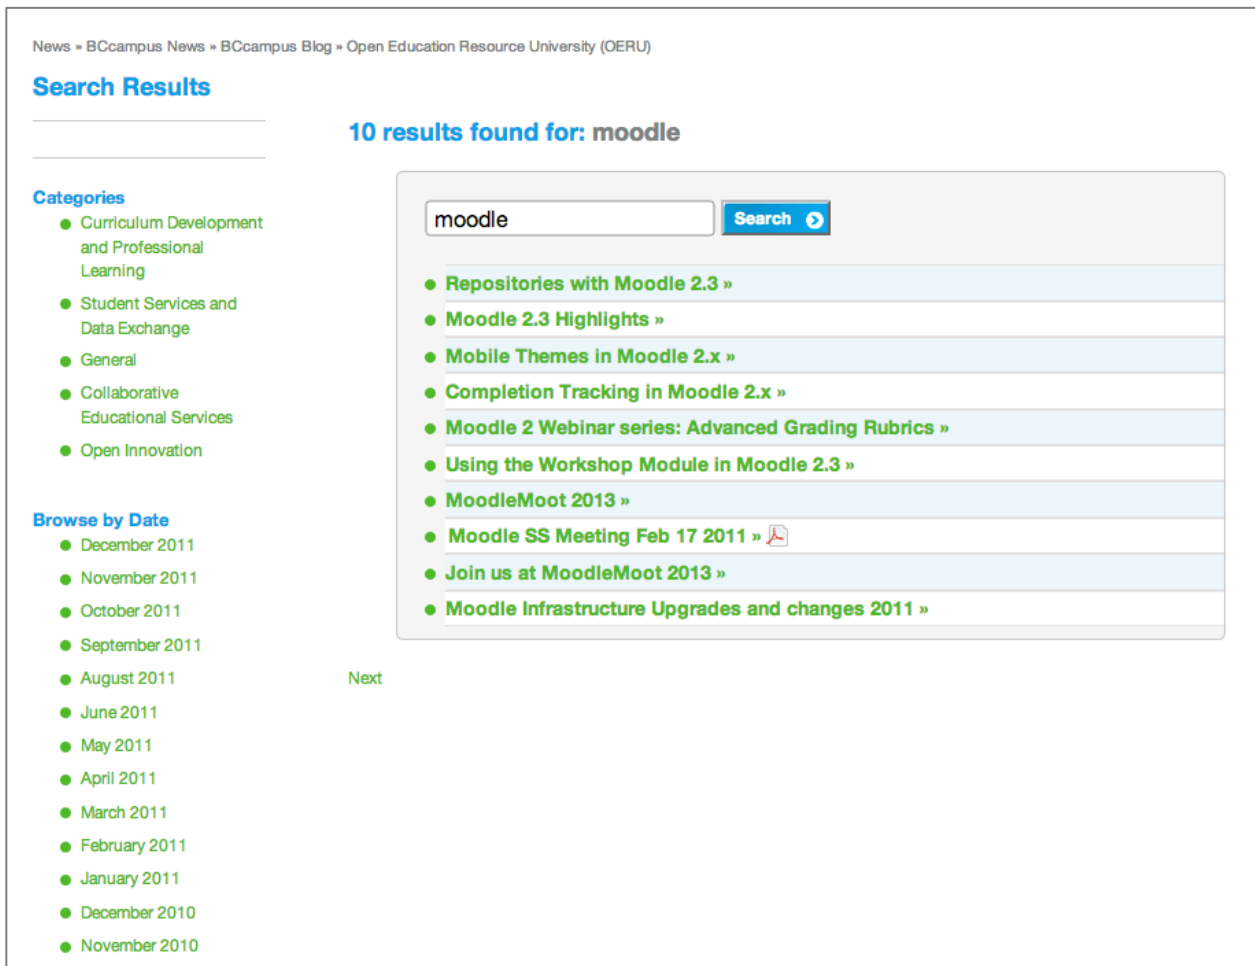 News » BCcampus News » BCcampus Blog » Open Education Resource University (OERU)
Search Results
Categories
Curriculum Development
and Professional
Learning
Student Services and
Data Exchange
General
Collaborative
Educational Services
Open Innovation
Browse by Date
December 2011
November 2011
October 2011
September 2011
August 2011
June 2011
May 2011
April 2011
March 2011
February 2011
January 2011
December 2010
November 2010
10 results found for: moodle
moodle
Search
Repositories with Moodle 2.3 »
Moodle 2.3 Highlights »
Mobile Themes in Moodle 2.x »
Completion Tracking in Moodle 2.x »
Moodle 2 Webinar series: Advanced Grading Rubrics »
Using the Workshop Module in Moodle 2.3 »
MoodleMoot 2013 »
Moodle SS Meeting Feb 17 2011 »
Join us at MoodleMoot 2013 »
Moodle Infrastructure Upgrades and changes 2011 »
Next